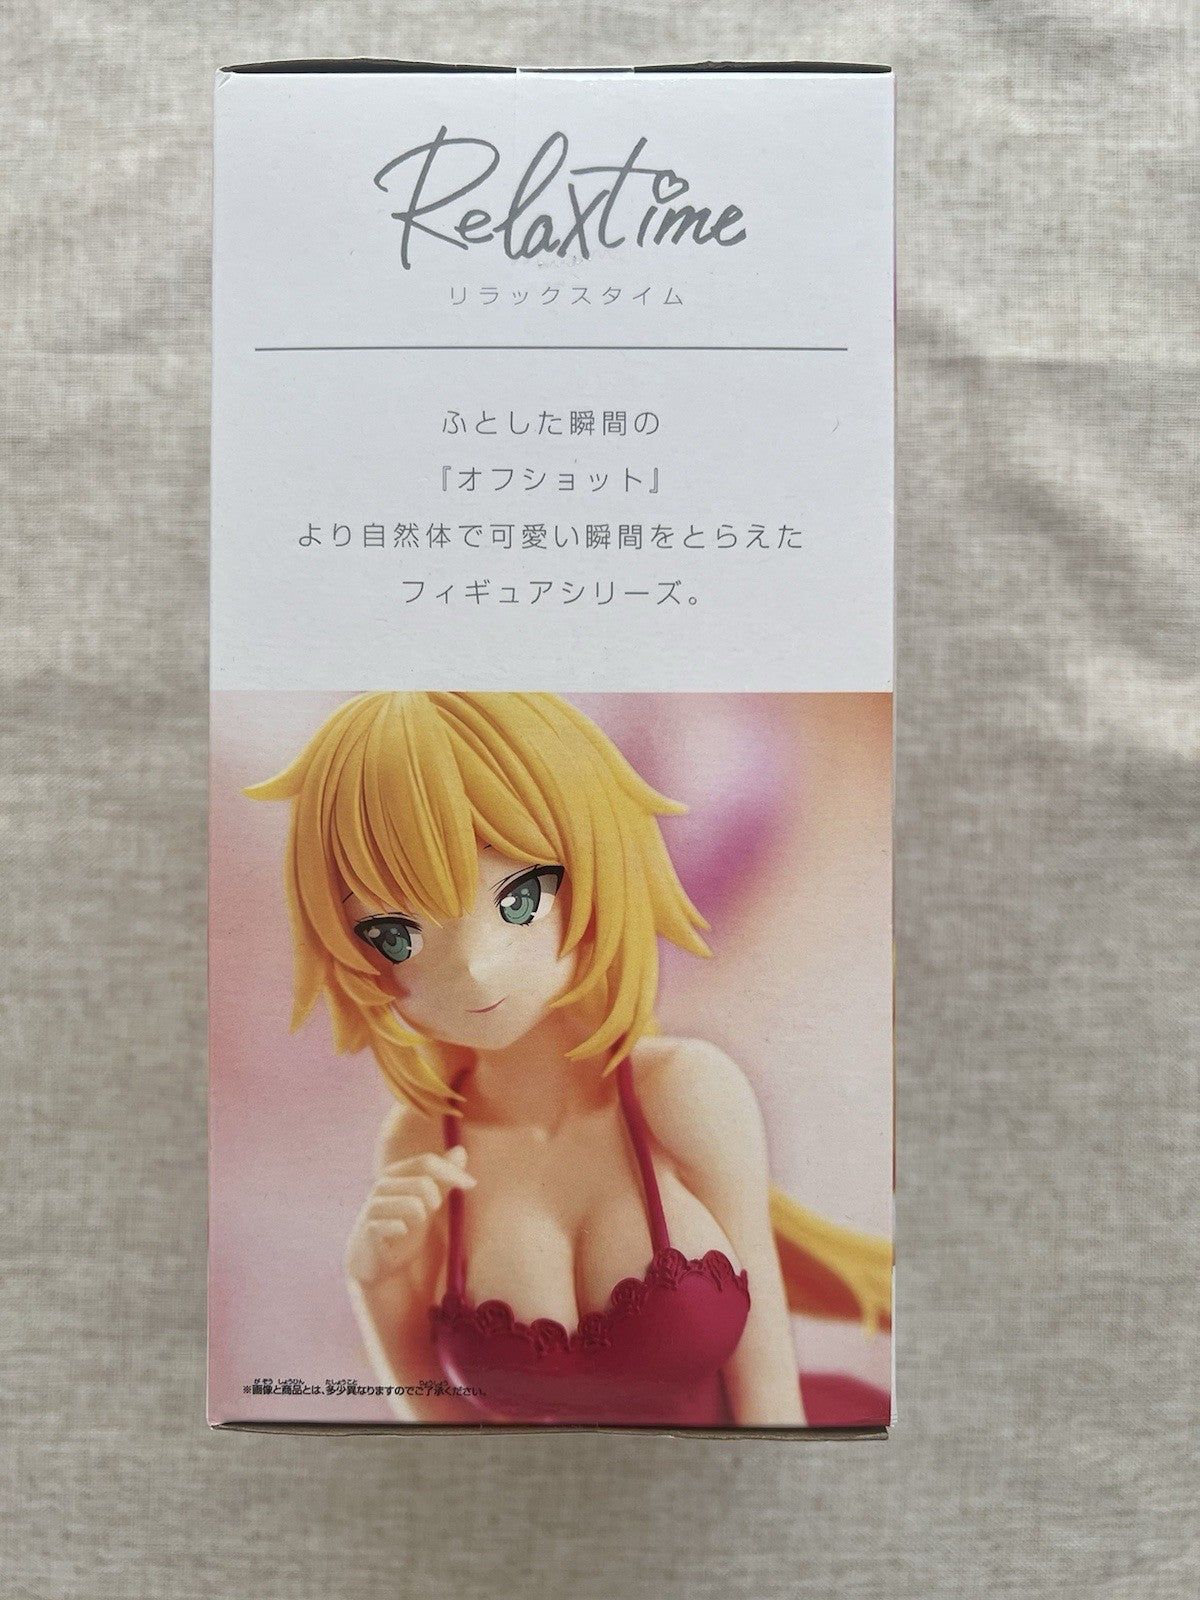 Relaxtime
リラックスタイム
ふとした瞬間の
『オフショット』
より自然体で可愛い瞬間をとらえた
フィギュアシリーズ。
※画像と商品とは、多少異なりますのでご了承ください。